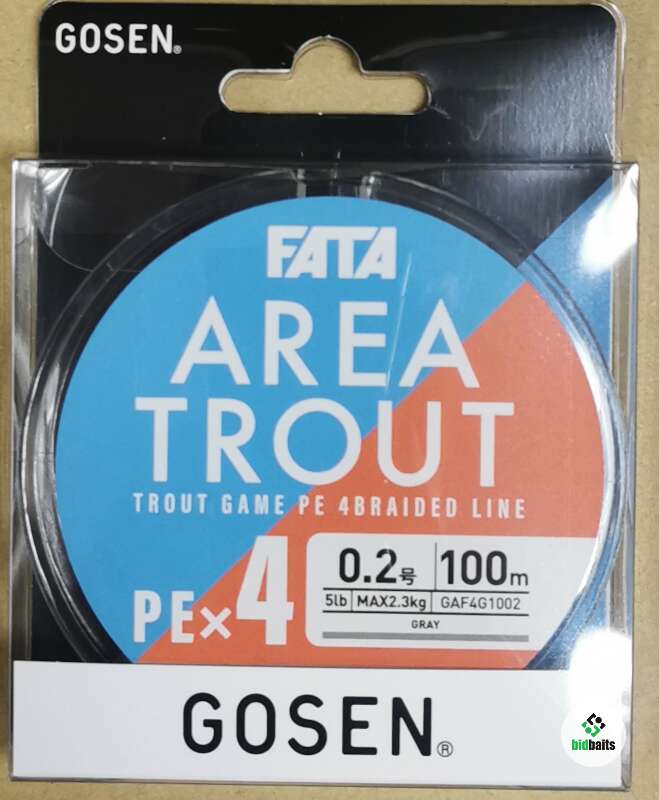 GOSEN®
FATA
AREA
TROUT
TROUT GAME PE 4BRAIDED LINE
PE×4
0.2号 100m
5lb MAX2.3kg GAF4G1002
GRAY
GOSEN®
bidbaits